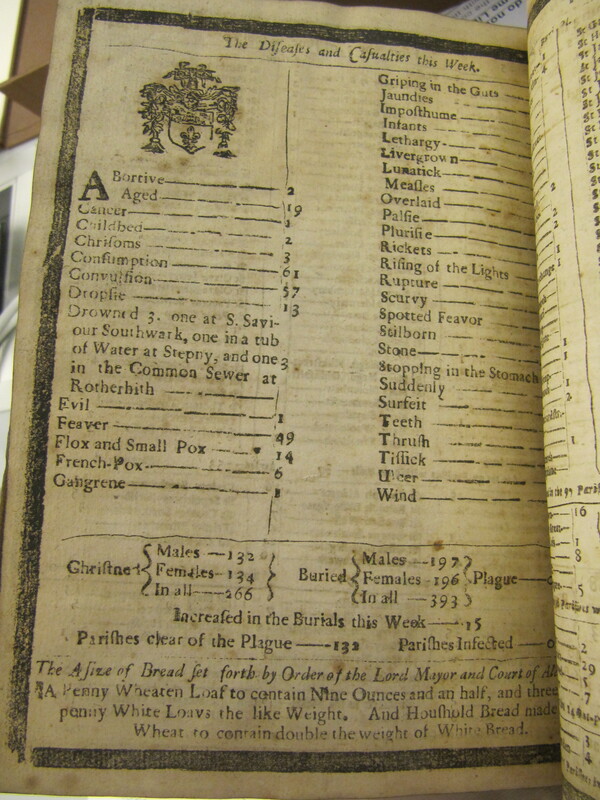 The Diſeaſes and Caſualties this Week.
ABortive 2
Aged 19
Cancer 1
Childbed 2
Chriſoms 3
Conſumption 61
Convulſion 57
Dropſie 13
Drowned 3. one at S. Savi-
our Southwark, one in a tub
of Water at Stepny, and one 3
in the Common Sewer at
Rotherhith
Evil 1
Feaver 49
Flox and Small Pox 14
French-Pox 6
Gangrene 1
Griping in the Guts
Jaundies
Impoſthume
Infants
Lethargy
Livergrown
Lunatick
Meaſles
Overlaid
Palſie
Pluriſie
Rickets
Riſing of the Lights
Rupture
Scurvy
Spotted Feavor
Stilborn
Stone
Stopping in the Stomach
Suddenly
Surfeit
Teeth
Thruſh
Tiſſick
Ulcer
Wind
Chriſtned Males 132 Females 134 In all 266
Buried Males 197 Females 196 In all 393 Plague
Increaſed in the Burials this Week 15
Pariſhes clear of the Plague 132 Pariſhes Infected 0
The Aſize of Bread ſet forth by Order of the Lord Mayor and Court of
A Penny Wheaten Loaf to contain Nine Ounces and an half, and three
penny White Loavs the like Weight. And Houſhold Bread made
Wheat to contain double the weight of White Bread.